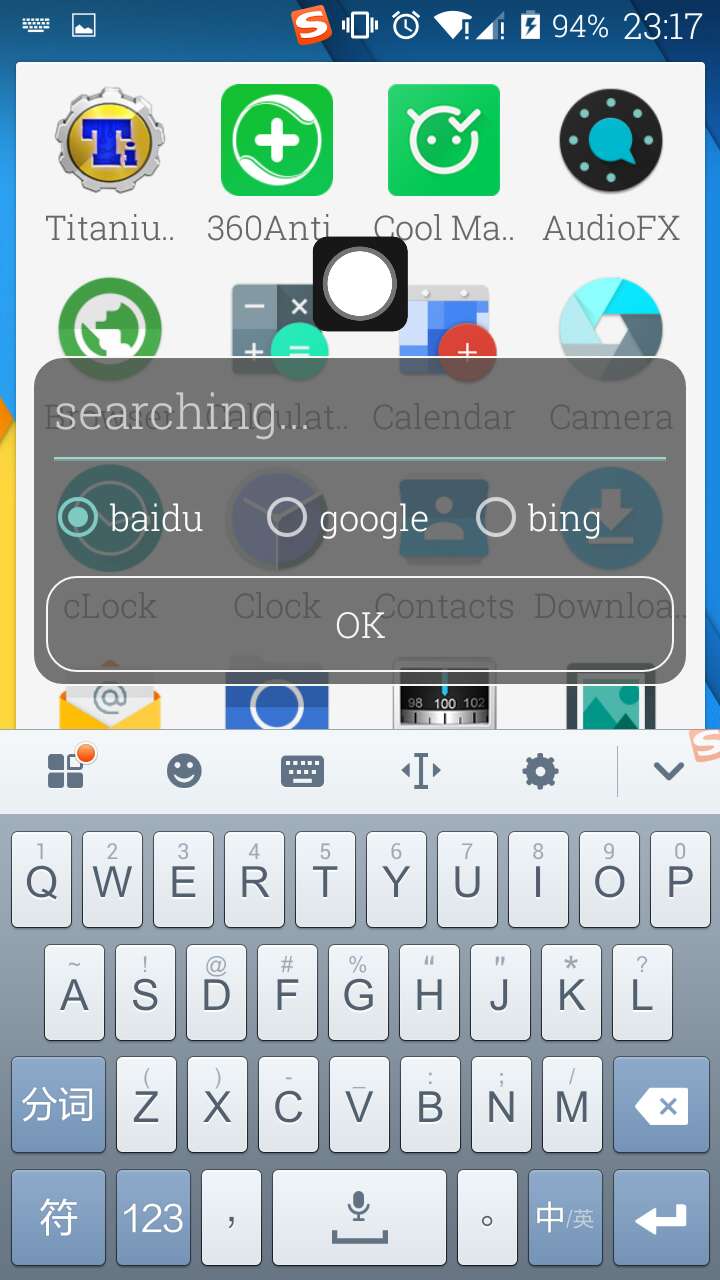 94% 23:17
Titaniu.. 360Anti.. Cool Ma.. AudioFX
Browser Calculat.. Calendar Camera
searching...
baidu google bing
cLock Clock Contacts Downloa..
OK
98 100 102
1 2 3 4 5 6 7 8 9 0
Q W E R T Y U I O P
~ ! @ # % “ " * ?
A S D F G H J K L
( ) - _ : ; /
分词 Z X C V B N M
符 123 ， 。 中/英